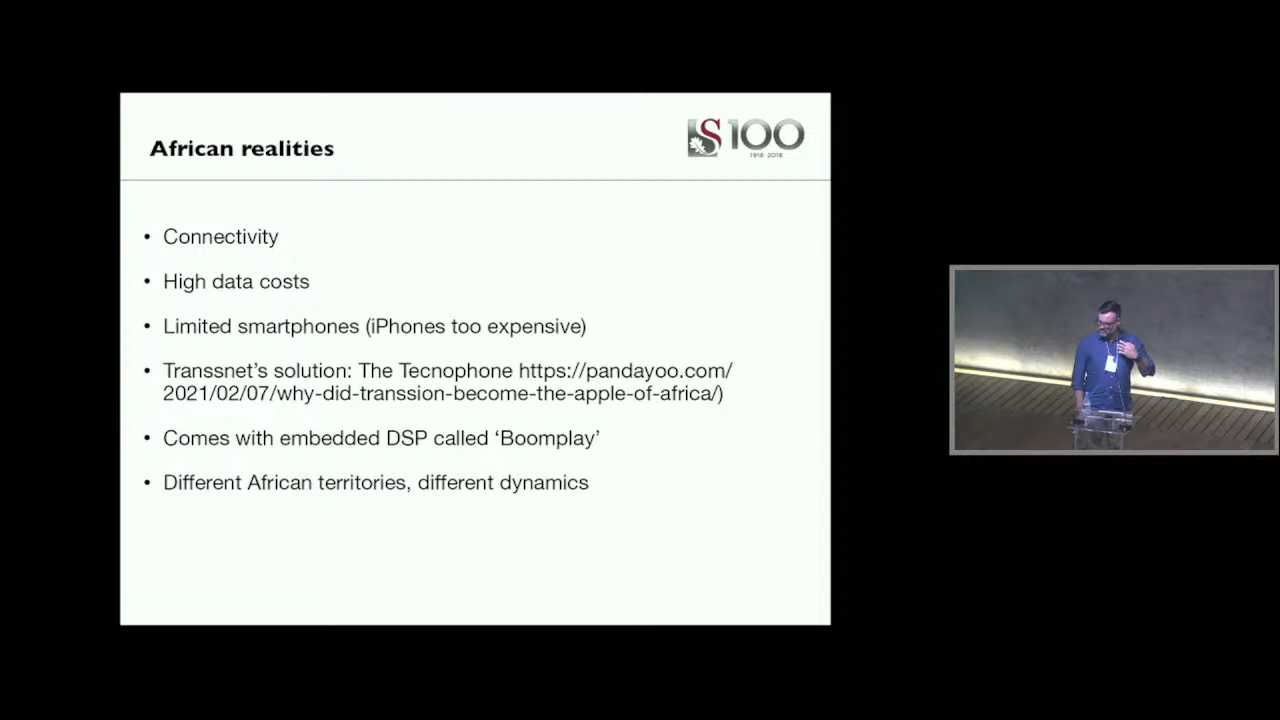 African realities
S100
1918·2018
• Connectivity
• High data costs
• Limited smartphones (iPhones too expensive)
• Transsnet’s solution: The Tecnophone https://pandayoo.com/
2021/02/07/why-did-transsion-become-the-apple-of-africa/)
• Comes with embedded DSP called ‘Boomplay’
• Different African territories, different dynamics